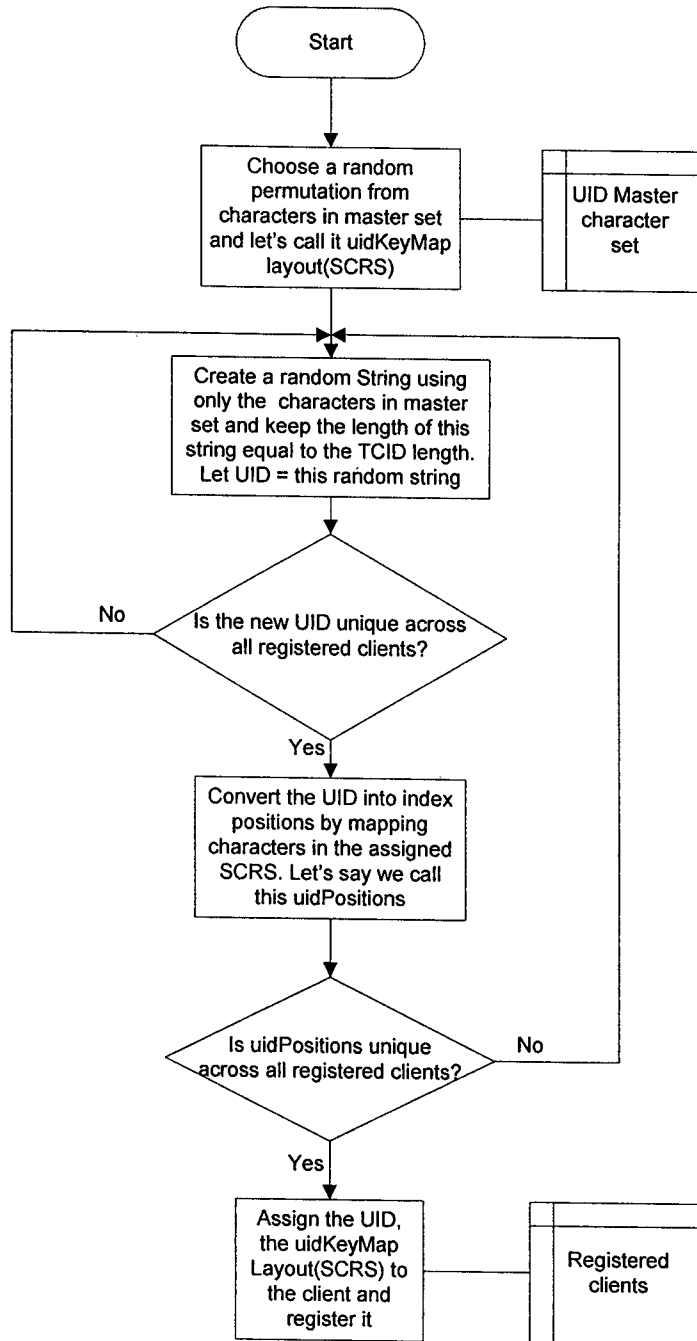 Start
Choose a random
permutation from
characters in master set
and let's call it uidKeyMap
layout(SCRS)
UID Master
character
set
Create a random String using
only the characters in master
set and keep the length of this
string equal to the TCID length.
Let UID = this random string
No
Is the new UID unique across
all registered clients?
Yes
Convert the UID into index
positions by mapping
characters in the assigned
SCRS. Let's say we call
this uidPositions
Is uidPositions unique
across all registered clients?
No
Yes
Assign the UID,
the uidKeyMap
Layout(SCRS) to
the client and
register it
Registered
clients